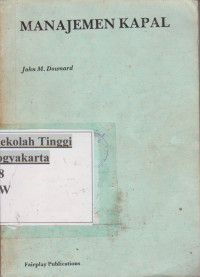 MANAJEMEN KAPAL
John M. Downard
ekolah Tinggi
ogyakarta
8
W
Fairplay Publications